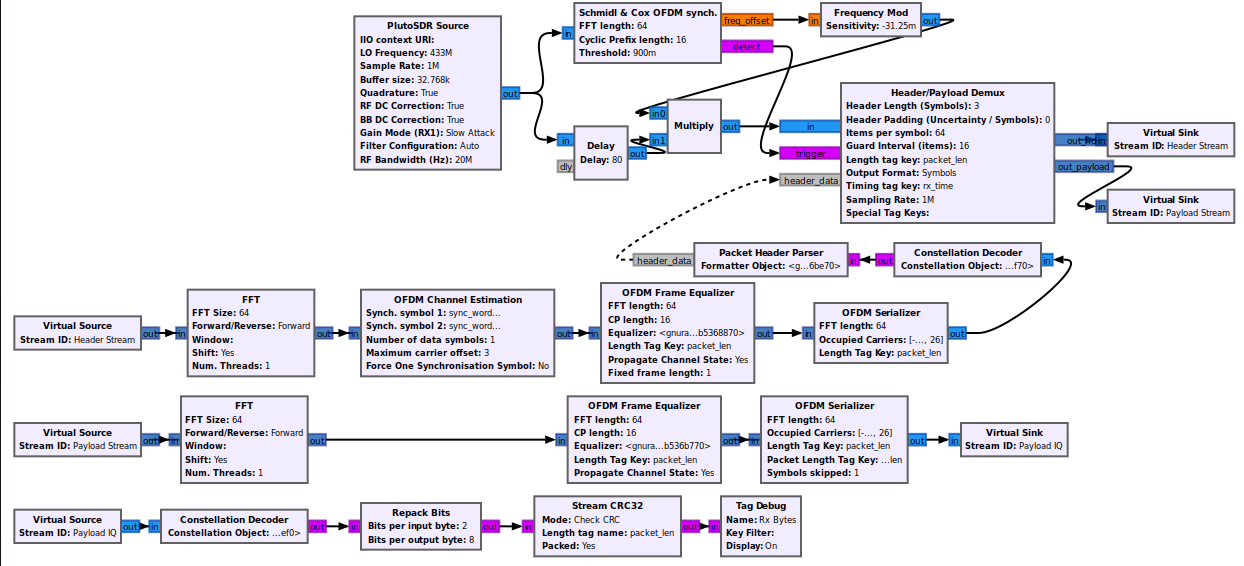 PlutoSDR Source
IIO context URI:
LO Frequency: 433M
Sample Rate: 1M
Buffer size: 32.768k
Quadrature: True
RF DC Correction: True
BB DC Correction: True
Gain Mode (RX1): Slow Attack
Filter Configuration: Auto
RF Bandwidth (Hz): 20M
out
in
Schmidl & Cox OFDM synch.
FFT length: 64
Cyclic Prefix length: 16
Threshold: 900m
freq_offset
detect
in
Frequency Mod
Sensitivity: -31.25m
out
in
dly
Delay
Delay: 80
out
in0
in1
Multiply
out
in
trigger
header_data
Header/Payload Demux
Header Length (Symbols): 3
Header Padding (Uncertainty / Symbols): 0
Items per symbol: 64
Guard Interval (items): 16
Length tag key: packet_len
Output Format: Symbols
Timing tag key: rx_time
Sampling Rate: 1M
Special Tag Keys:
out_payload
in
Virtual Sink
Stream ID: Header Stream
in
Virtual Sink
Stream ID: Payload Stream
header_data
Packet Header Parser
Formatter Object: <g...6be70>
in
out
Constellation Decoder
Constellation Object: ...f70>
in
Virtual Source
Stream ID: Header Stream
out
in
FFT
FFT Size: 64
Forward/Reverse: Forward
Window:
Shift: Yes
Num. Threads: 1
out
in
OFDM Channel Estimation
Synch. symbol 1: sync_word...
Synch. symbol 2: sync_word...
Number of data symbols: 1
Maximum carrier offset: 3
Force One Synchronisation Symbol: No
out
in
OFDM Frame Equalizer
FFT length: 64
CP length: 16
Equalizer: <gnura...b5368870>
Length Tag Key: packet_len
Propagate Channel State: Yes
Fixed frame length: 1
out
in
OFDM Serializer
FFT length: 64
Occupied Carriers: [-..., 26]
Length Tag Key: packet_len
out
Virtual Source
Stream ID: Payload Stream
out
in
FFT
FFT Size: 64
Forward/Reverse: Forward
Window:
Shift: Yes
Num. Threads: 1
out
in
OFDM Frame Equalizer
FFT length: 64
CP length: 16
Equalizer: <gnura...b536b770>
Length Tag Key: packet_len
Propagate Channel State: Yes
out
in
OFDM Serializer
FFT length: 64
Occupied Carriers: [-..., 26]
Length Tag Key: packet_len
Packet Length Tag Key: ...len
Symbols skipped: 1
out
in
Virtual Sink
Stream ID: Payload IQ
Virtual Source
Stream ID: Payload IQ
out
in
Constellation Decoder
Constellation Object: ...ef0>
out
in
Repack Bits
Bits per input byte: 2
Bits per output byte: 8
out
in
Stream CRC32
Mode: Check CRC
Length tag name: packet_len
Packed: Yes
out
in
Tag Debug
Name: Rx Bytes
Key Filter:
Display: On